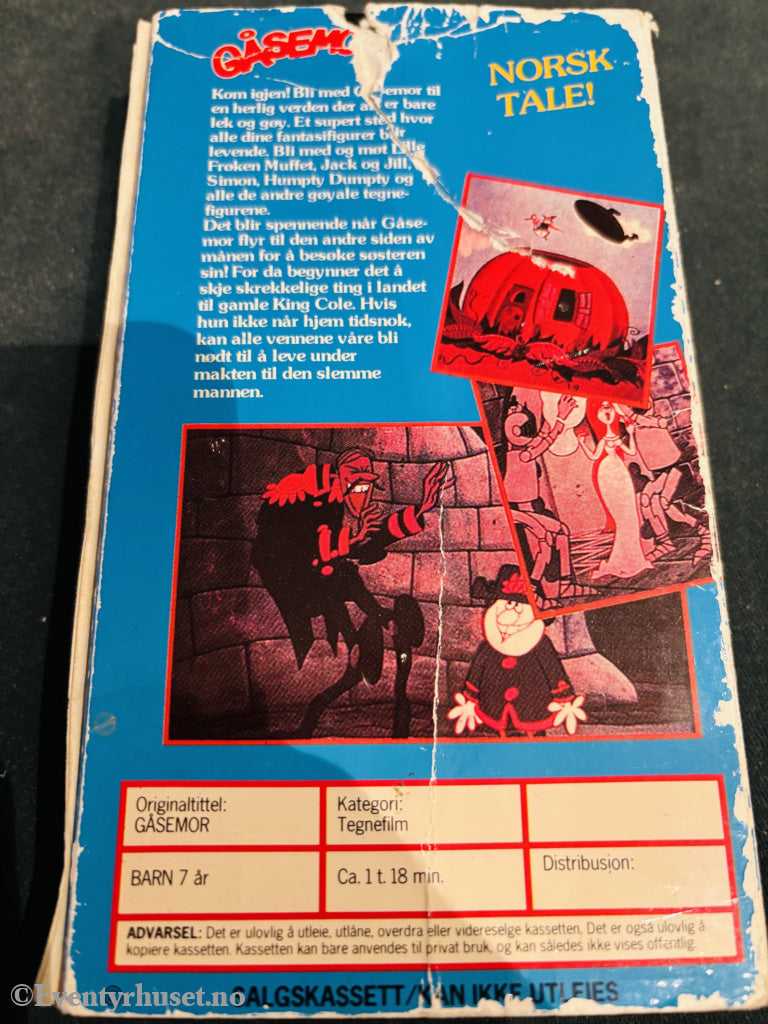 GÅSEMO
NORSK
TALE!
Kom igjen! Bli med Gåsemor til
en herlig verden der alt er bare
lek og gøy. Et supert sted hvor
alle dine fantasifigurer blir
levende. Bli med og møt Lille
Frøken Muffet, Jack og Jill,
Simon, Humpty Dumpty og
alle de andre gøyale tegne-
figurene.
Det blir spennende når Gåse-
mor flyr til den andre siden av
månen for å besøke søsteren
sin! For da begynner det å
skje skrekkelige ting i landet
til gamle King Cole. Hvis
hun ikke når hjem tidsnok,
kan alle vennene våre bli
nødt til å leve under
makten til den slemme
mannen.
Originaltittel:
GÅSEMOR
Kategori:
Tegnefilm
BARN 7 år
Ca. 1 t. 18 min.
Distribusjon:
ADVARSEL: Det er ulovlig å utleie, utlåne, overdra eller videreselge kassetten. Det er også ulovlig å
kopiere kassetten. Kassetten kan bare anvendes til privat bruk, og kan således ikke vises offentlig.
SALGSKASSETT/KAN IKKE UTLEIES
©Eventyrhuset.no